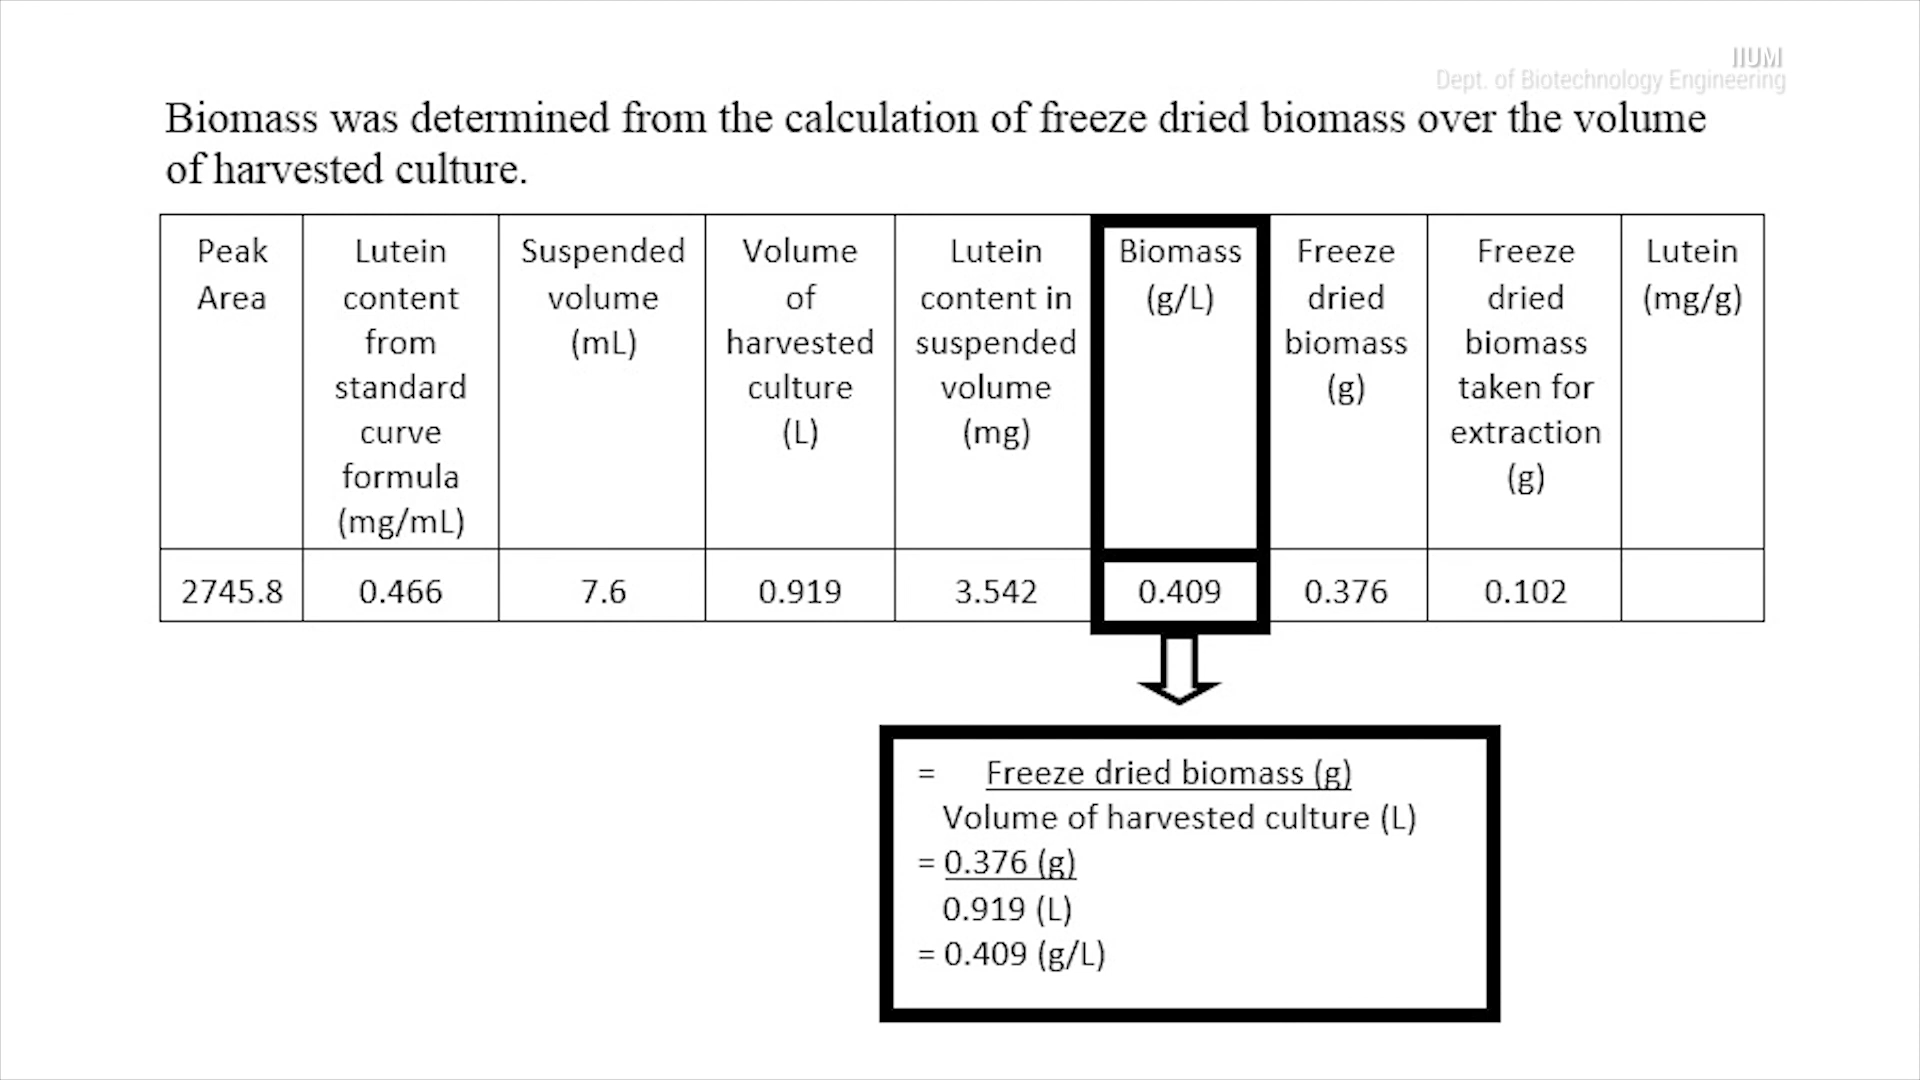 IIUM
Dept. of Biotechnology Engineering
Biomass was determined from the calculation of freeze dried biomass over the volume
of harvested culture.
Peak
Area
Lutein
content
from
standard
curve
formula
(mg/mL)
Suspended
volume
(mL)
Volume
of
harvested
culture
(L)
Lutein
content in
suspended
volume
(mg)
Biomass
(g/L)
Freeze
dried
biomass
(g)
Freeze
dried
biomass
taken for
extraction
(g)
Lutein
(mg/g)
2745.8 0.466 7.6 0.919 3.542 0.409 0.376 0.102
= Freeze dried biomass (g)
Volume of harvested culture (L)
= 0.376 (g)
0.919 (L)
= 0.409 (g/L)